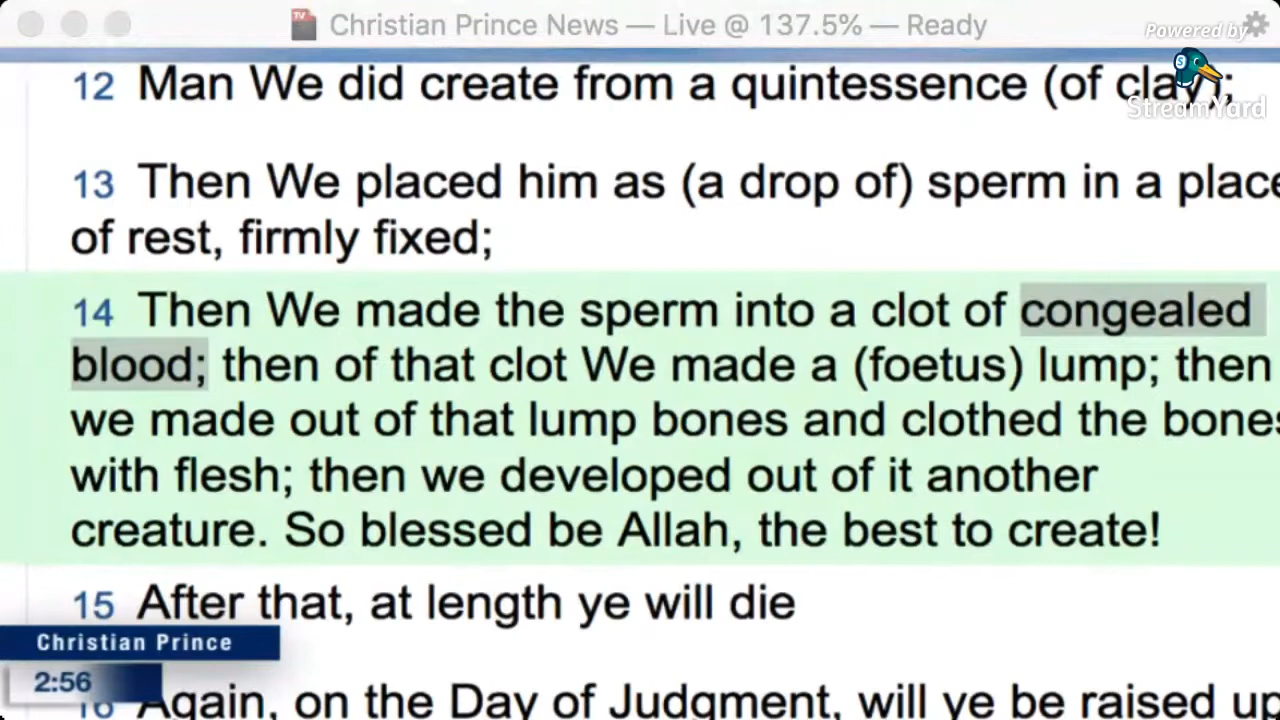 Christian Prince News — Live @ 137.5% — Ready
Powered by
StreamYard
12 Man We did create from a quintessence (of clay);
13 Then We placed him as (a drop of) sperm in a place
of rest, firmly fixed;
14 Then We made the sperm into a clot of congealed
blood; then of that clot We made a (foetus) lump; then
we made out of that lump bones and clothed the bones
with flesh; then we developed out of it another
creature. So blessed be Allah, the best to create!
15 After that, at length ye will die
Christian Prince
2:56
16 Again, on the Day of Judgment, will ye be raised up